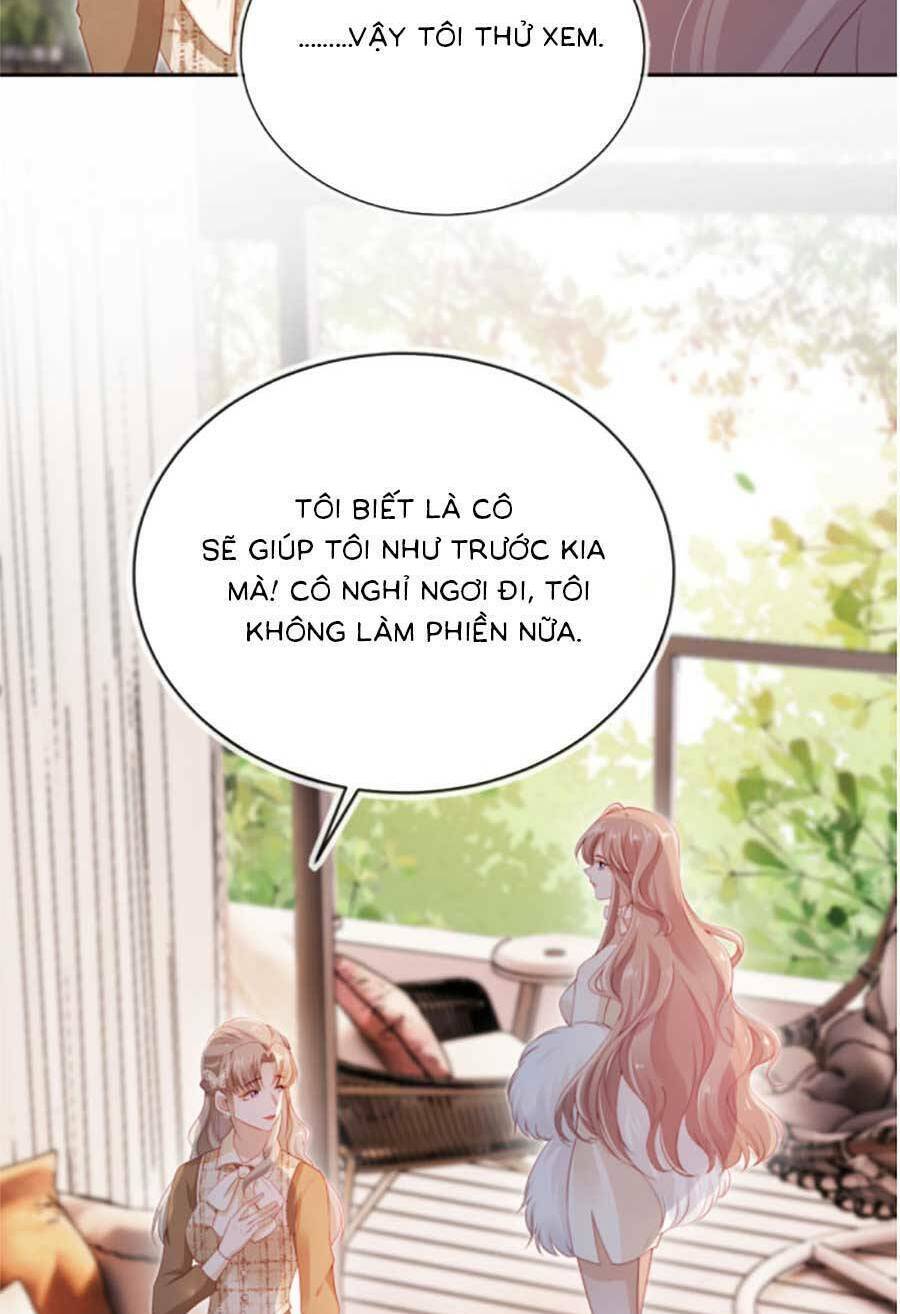 ..........VẬY TÔI THỬ XEM.
TÔI BIẾT LÀ CÔ
SẼ GIÚP TÔI NHƯ TRƯỚC KIA
MÀ! CÔ NGHỈ NGƠI ĐI, TÔI
KHÔNG LÀM PHIỀN NỮA.